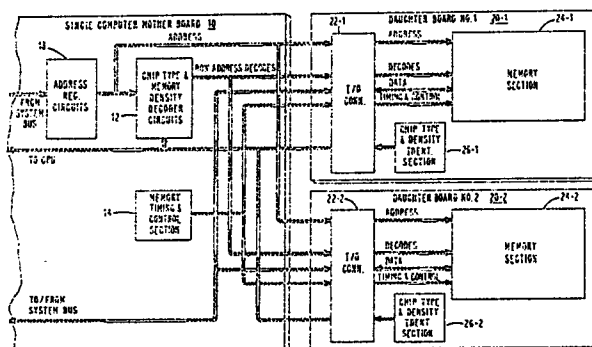 SINGLE COMPUTER MOTHER BOARD 10
ADDRESS
18
ADDRESS
REG.
CIRCUITS
FROM
SYSTEM
BUS
CHIP TYPE &
MEMORY
DENSITY
DECODER
CIRCUITS
12
ROW ADDRESS DECODES
TO CPU
MEMORY
TIMING &
CONTROL
SECTION
14
TO/FROM
SYSTEM BUS
DAUGHTER BOARD NO.1 20-1
22-1
24-1
I/O
CONN.
ADDRESS
DECODES
DATA
TIMING & CONTROL
MEMORY
SECTION
CHIP TYPE
& DENSITY
IDENT.
SECTION
26-1
DAUGHTER BOARD NO.2 20-2
22-2
24-2
I/O
CONN.
ADDRESS
DECODES
DATA
TIMING & CONTROL
MEMORY
SECTION
CHIP TYPE
& DENSITY
IDENT
SECTION
26-2